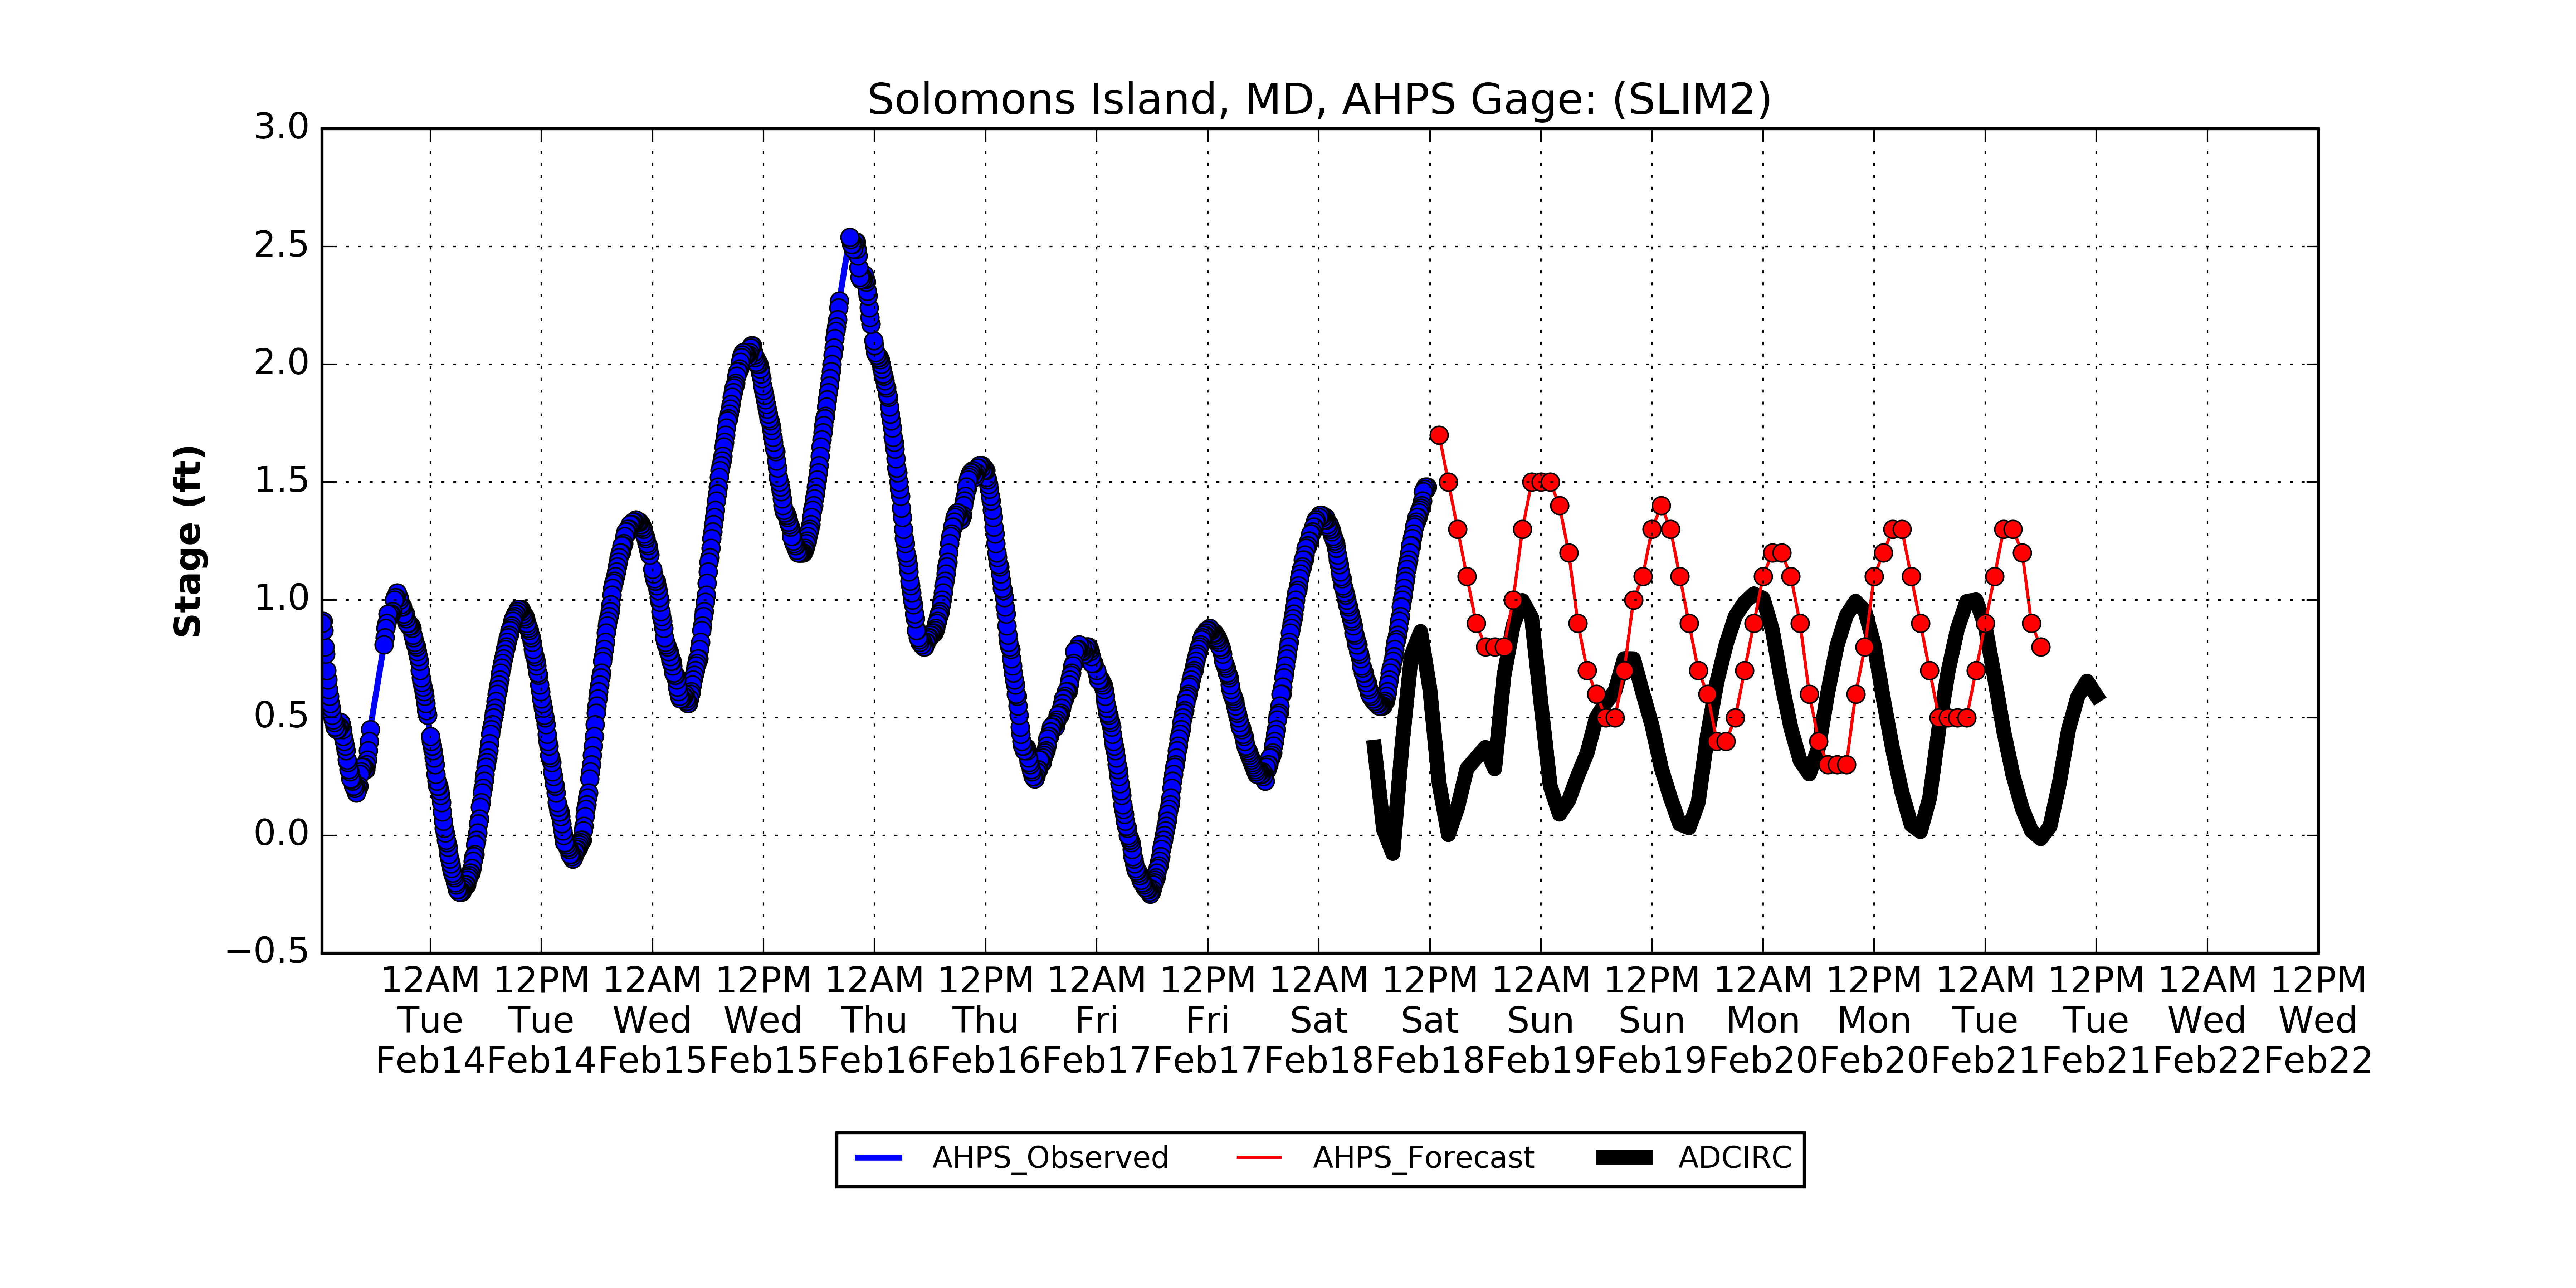 Solomons Island, MD, AHPS Gage: (SLIM2)
Stage (ft)
3.0
2.5
2.0
1.5
1.0
0.5
0.0
−0.5
12AM 12PM 12AM 12PM 12AM 12PM 12AM 12PM 12AM 12PM 12AM 12PM 12AM 12PM 12AM 12PM 12AM 12PM
Tue Tue Wed Wed Thu Thu Fri Fri Sat Sat Sun Sun Mon Mon Tue Tue Wed Wed
Feb14 Feb14 Feb15 Feb15 Feb16 Feb16 Feb17 Feb17 Feb18 Feb18 Feb19 Feb19 Feb20 Feb20 Feb21 Feb21 Feb22 Feb22
AHPS_Observed AHPS_Forecast ADCIRC